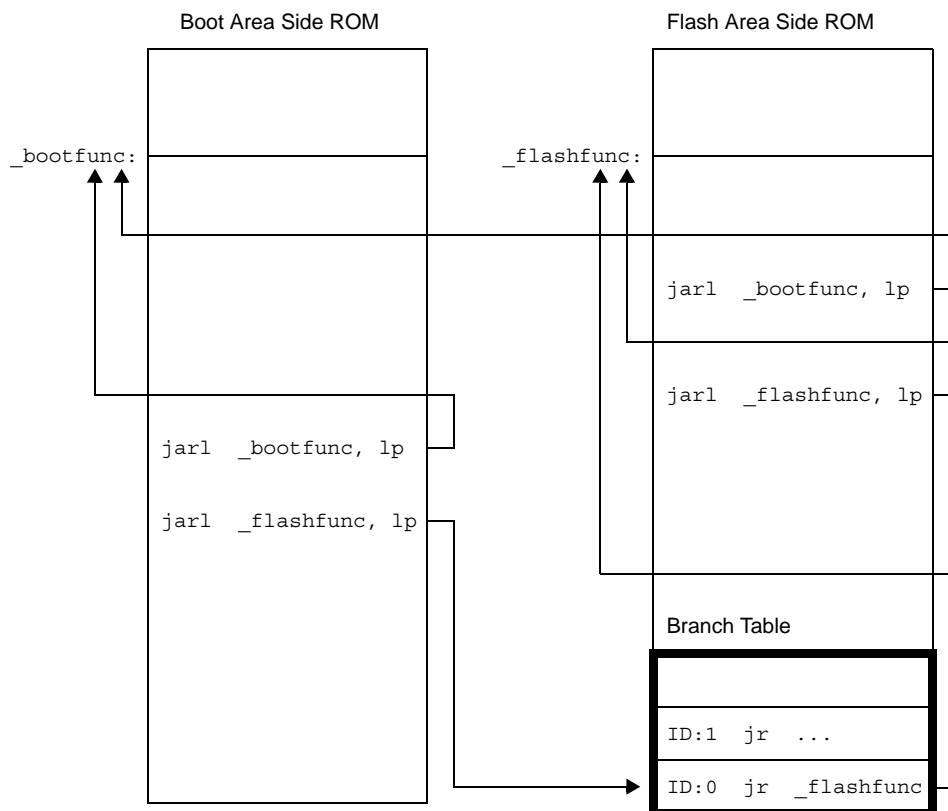 Boot Area Side ROM
Flash Area Side ROM
_bootfunc:
_flashfunc:
jarl _bootfunc, lp
jarl _flashfunc, lp
jarl _bootfunc, lp
jarl _flashfunc, lp
Branch Table
ID:1 jr ...
ID:0 jr _flashfunc